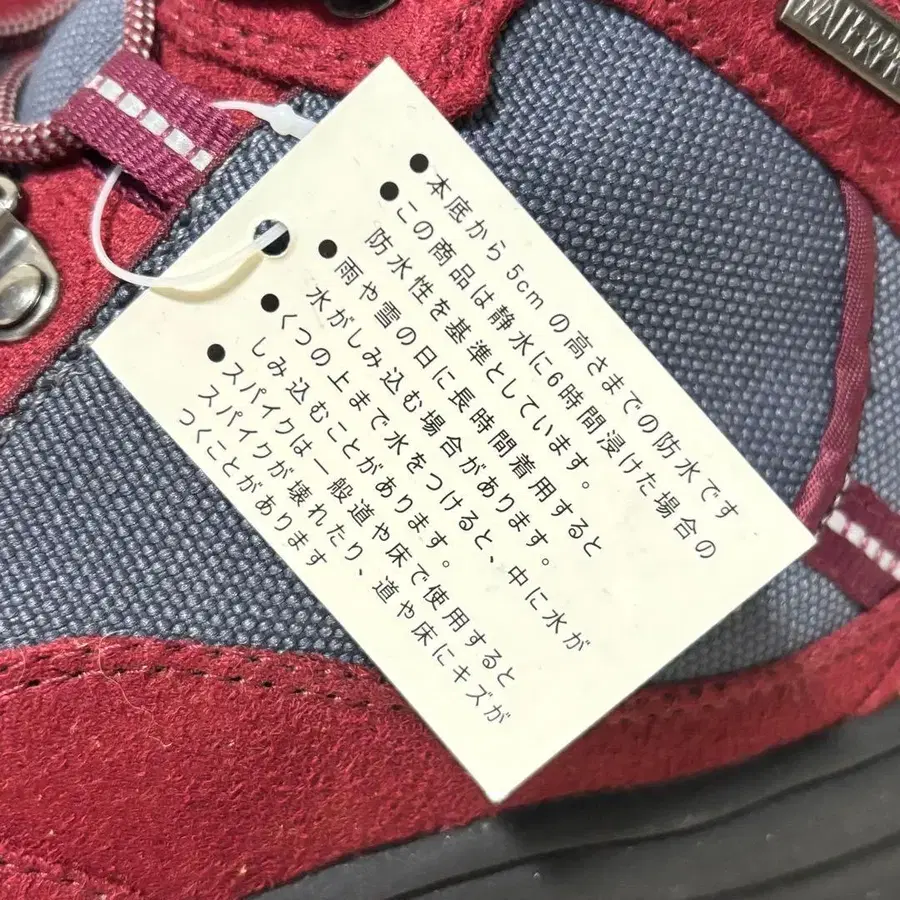 WATERPR
●本底から5cmの高さまでの防水です
●この商品は静水に6時間浸けた場合の
防水性を基準としています。
●雨や雪の日に長時間着用すると
水がしみ込む場合があります。
●くつの上まで水をつけると、中に水が
しみ込むことがあります。
●スパイクは一般道や床で使用すると
スパイクが壊れたり、道や床にキズが
つくことがあります